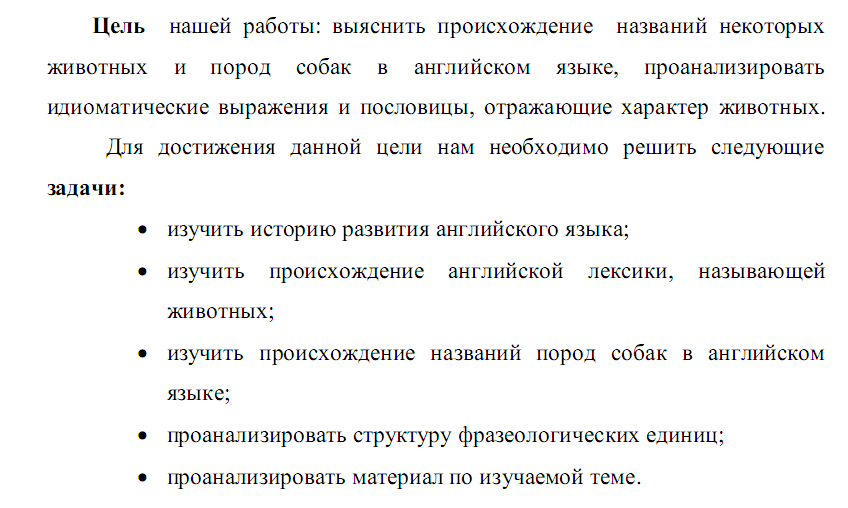 Цель нашей работы: выяснить происхождение названий некоторых
животных и пород собак в английском языке, проанализировать
идиоматические выражения и пословицы, отражающие характер животных.
Для достижения данной цели нам необходимо решить следующие
задачи:
• изучить историю развития английского языка;
• изучить происхождение английской лексики, называющей
животных;
• изучить происхождение названий пород собак в английском
языке;
• проанализировать структуру фразеологических единиц;
• проанализировать материал по изучаемой теме.